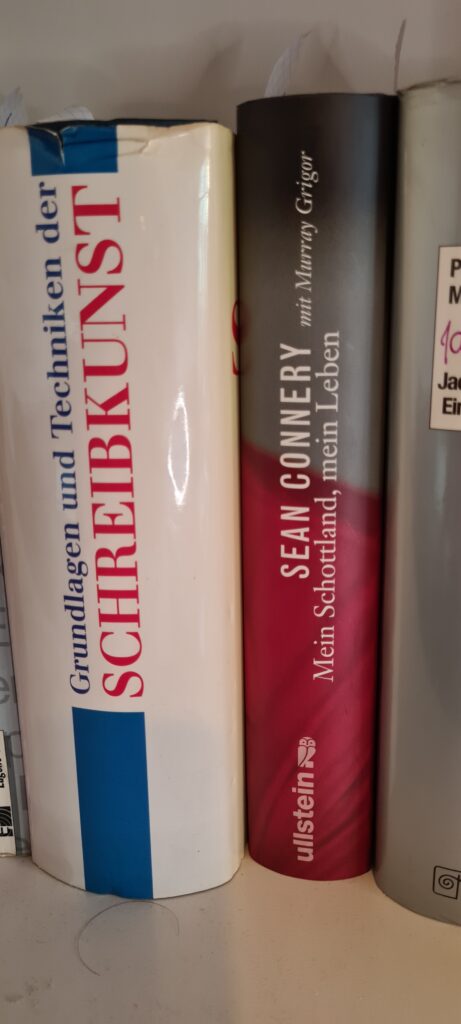 Grundlagen und Techniken der
SCHREIBKUNST
SEAN CONNERY mit Murray Grigor
Mein Schottland, mein Leben
ullstein